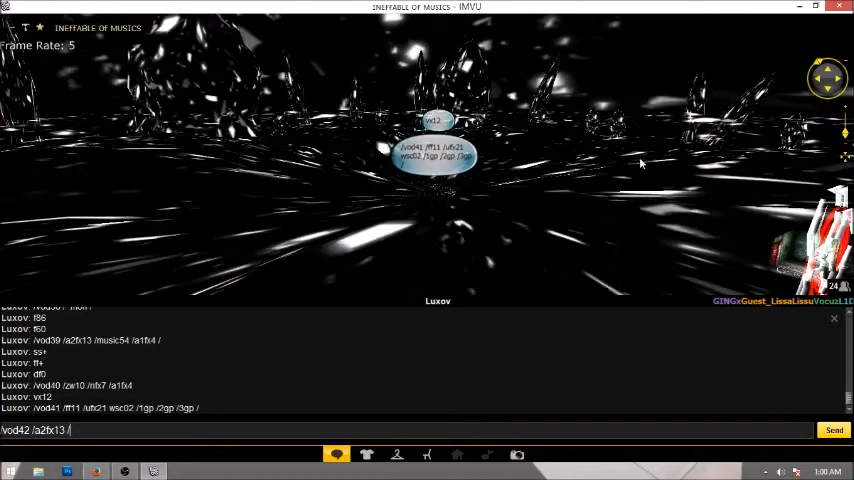 INEFFABLE OF MUSICS - IMVU
T ★ INEFFABLE OF MUSICS
Frame Rate: 5
vx12
/vod41 /ff11 /ufx21
wsc02 /1gp /2gp /3gp
/
24
Luxov
GINGxGuest_LissaLissuVocuzL1D
Luxov: f86
Luxov: f60
Luxov: /vod39 /a2fx13 /music54 /a1fx4 /
Luxov: ss+
Luxov: ff+
Luxov: df0
Luxov: /vod40 /zw10 /nfx7 /a1fx4
Luxov: vx12
Luxov: /vod41 /ff11 /ufx21 wsc02 /1gp /2gp /3gp /
/vod42 /a2fx13 /
Send
1:00 AM